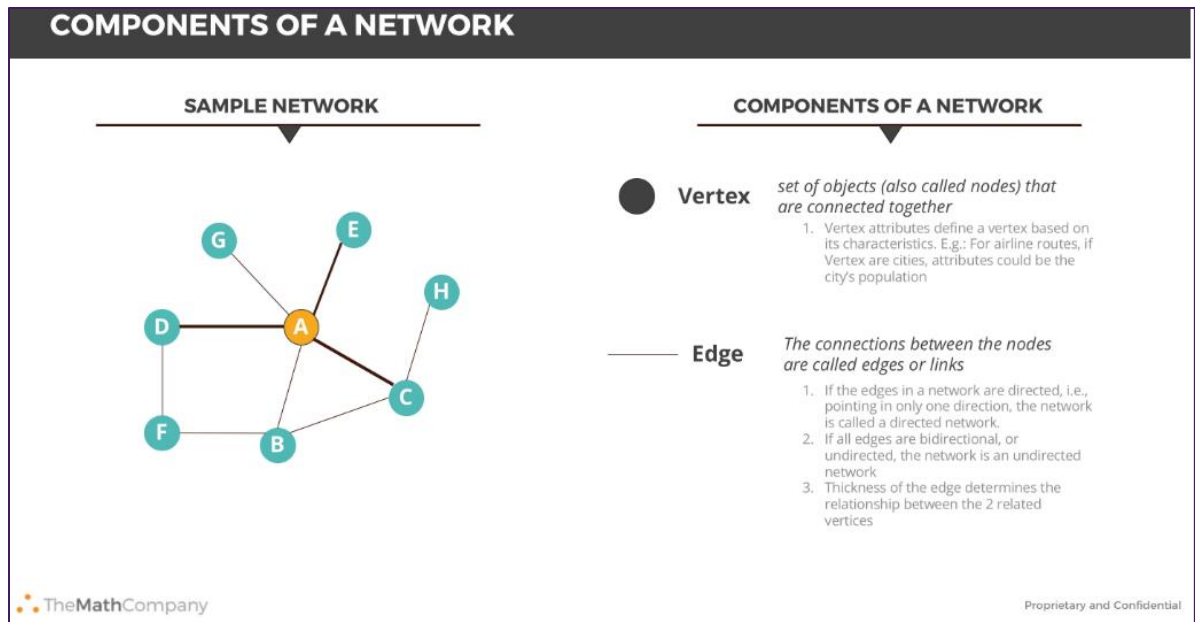 COMPONENTS OF A NETWORK
SAMPLE NETWORK
G
E
H
D
A
C
F
B
COMPONENTS OF A NETWORK
Vertex
set of objects (also called nodes) that
are connected together
1. Vertex attributes define a vertex based on
its characteristics. E.g.: For airline routes, if
Vertex are cities, attributes could be the
city's population
Edge
The connections between the nodes
are called edges or links
1. If the edges in a network are directed, i.e.,
pointing in only one direction, the network
is called a directed network.
2. If all edges are bidirectional, or
undirected, the network is an undirected
network
3. Thickness of the edge determines the
relationship between the 2 related
vertices
TheMathCompany
Proprietary and Confidential